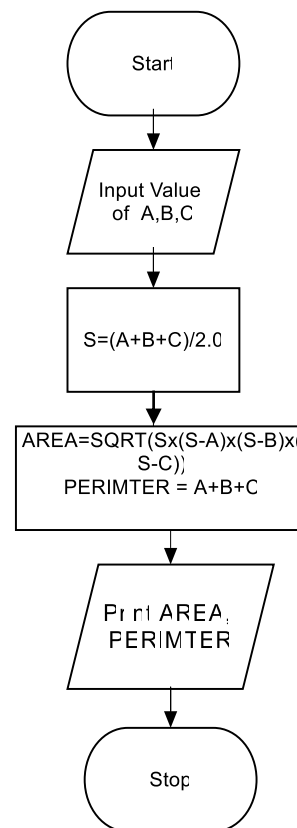 Start
Input Value
of A,B,C
S=(A+B+C)/2.0
AREA=SQRT(Sx(S-A)x(S-B)x(
S-C))
PERIMTER = A+B+C
Print AREA,
PERIMTER
Stop